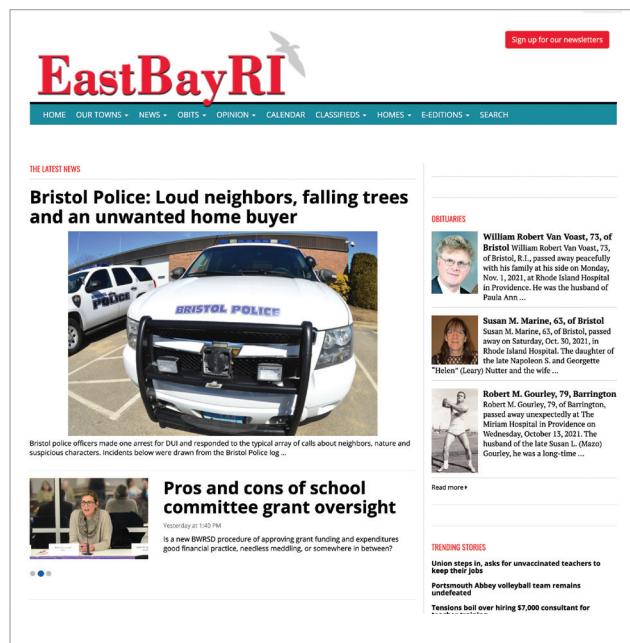 Sign up for our newsletters
EastBayRI
HOME OUR TOWNS NEWS OBITS OPINION CALENDAR CLASSIFIEDS HOMES E-EDITIONS SEARCH
THE LATEST NEWS
Bristol Police: Loud neighbors, falling trees
and an unwanted home buyer
POLICE
BRISTOL POLICE
Bristol police officers made one arrest for DUI and responded to the typical array of calls about neighbors, nature and
suspicious characters. Incidents below were drawn from the Bristol Police log ...
Pros and cons of school
committee grant oversight
Yesterday at 1:40 PM
Is a new BWRSD procedure of approving grant funding and expenditures
good financial practice, needless meddling, or somewhere in between?
OBITUARIES
William Robert Van Voast, 73, of
Bristol William Robert Van Voast, 73,
of Bristol, R.I., passed away peacefully
with his family at his side on Monday,
Nov. 1, 2021, at Rhode Island Hospital
in Providence. He was the husband of
Paula Ann ...
Susan M. Marine, 63, of Bristol
Susan M. Marine, 63, of Bristol, passed
away on Saturday, Oct. 30, 2021, in
Rhode Island Hospital. The daughter of
the late Napoleon S. and Georgette
"Helen" (Leary) Nutter and the wife ...
Robert M. Gourley, 79, Barrington
Robert M. Gourley, 79, of Barrington,
passed away unexpectedly at The
Miriam Hospital in Providence on
Wednesday, October 13, 2021. The
husband of the late Susan L. (Mazo)
Gourley, he was a long-time ...
Read more
TRENDING STORIES
Union steps in, asks for unvaccinated teachers to
keep their jobs
Portsmouth Abbey volleyball team remains
undefeated
Tensions boil over hiring $7,000 consultant for